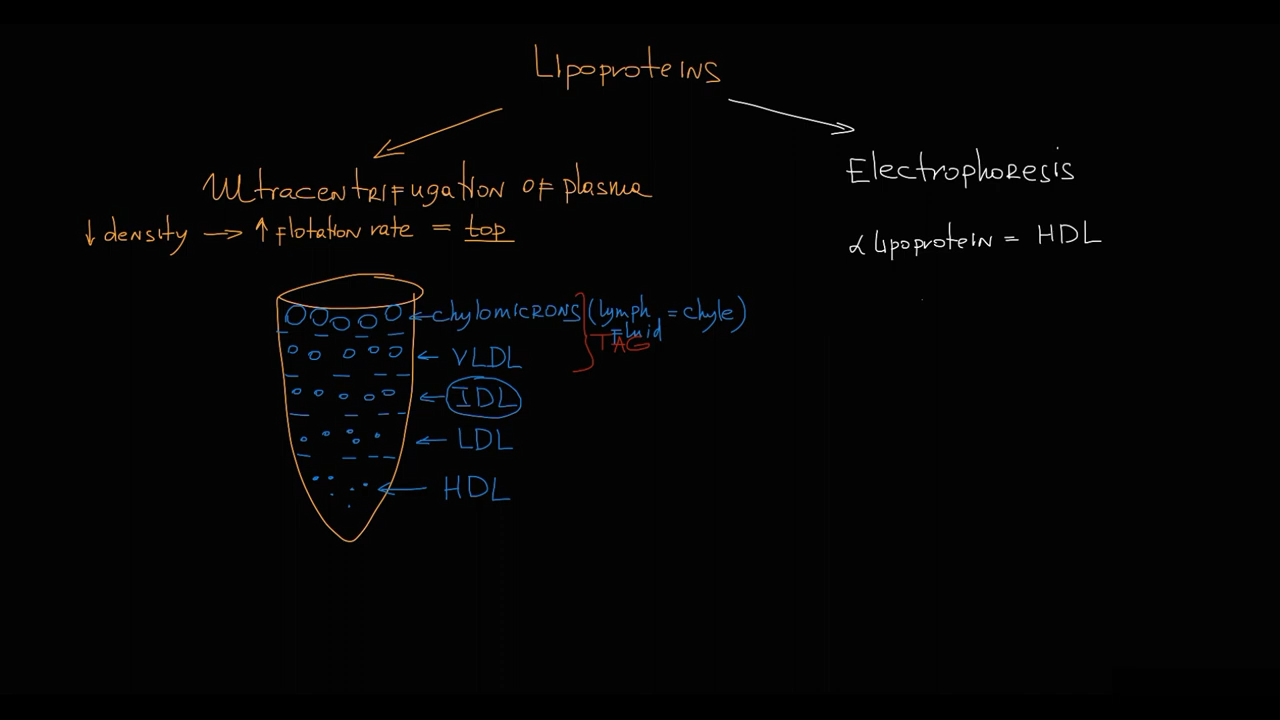 Lipoproteins
Ultracentrifugation of plasma
↓ density → ↑ flotation rate = top
chylomicrons (lymph = chyle)
fluid
TAG
VLDL
IDL
LDL
HDL
Electrophoresis
α lipoprotein = HDL